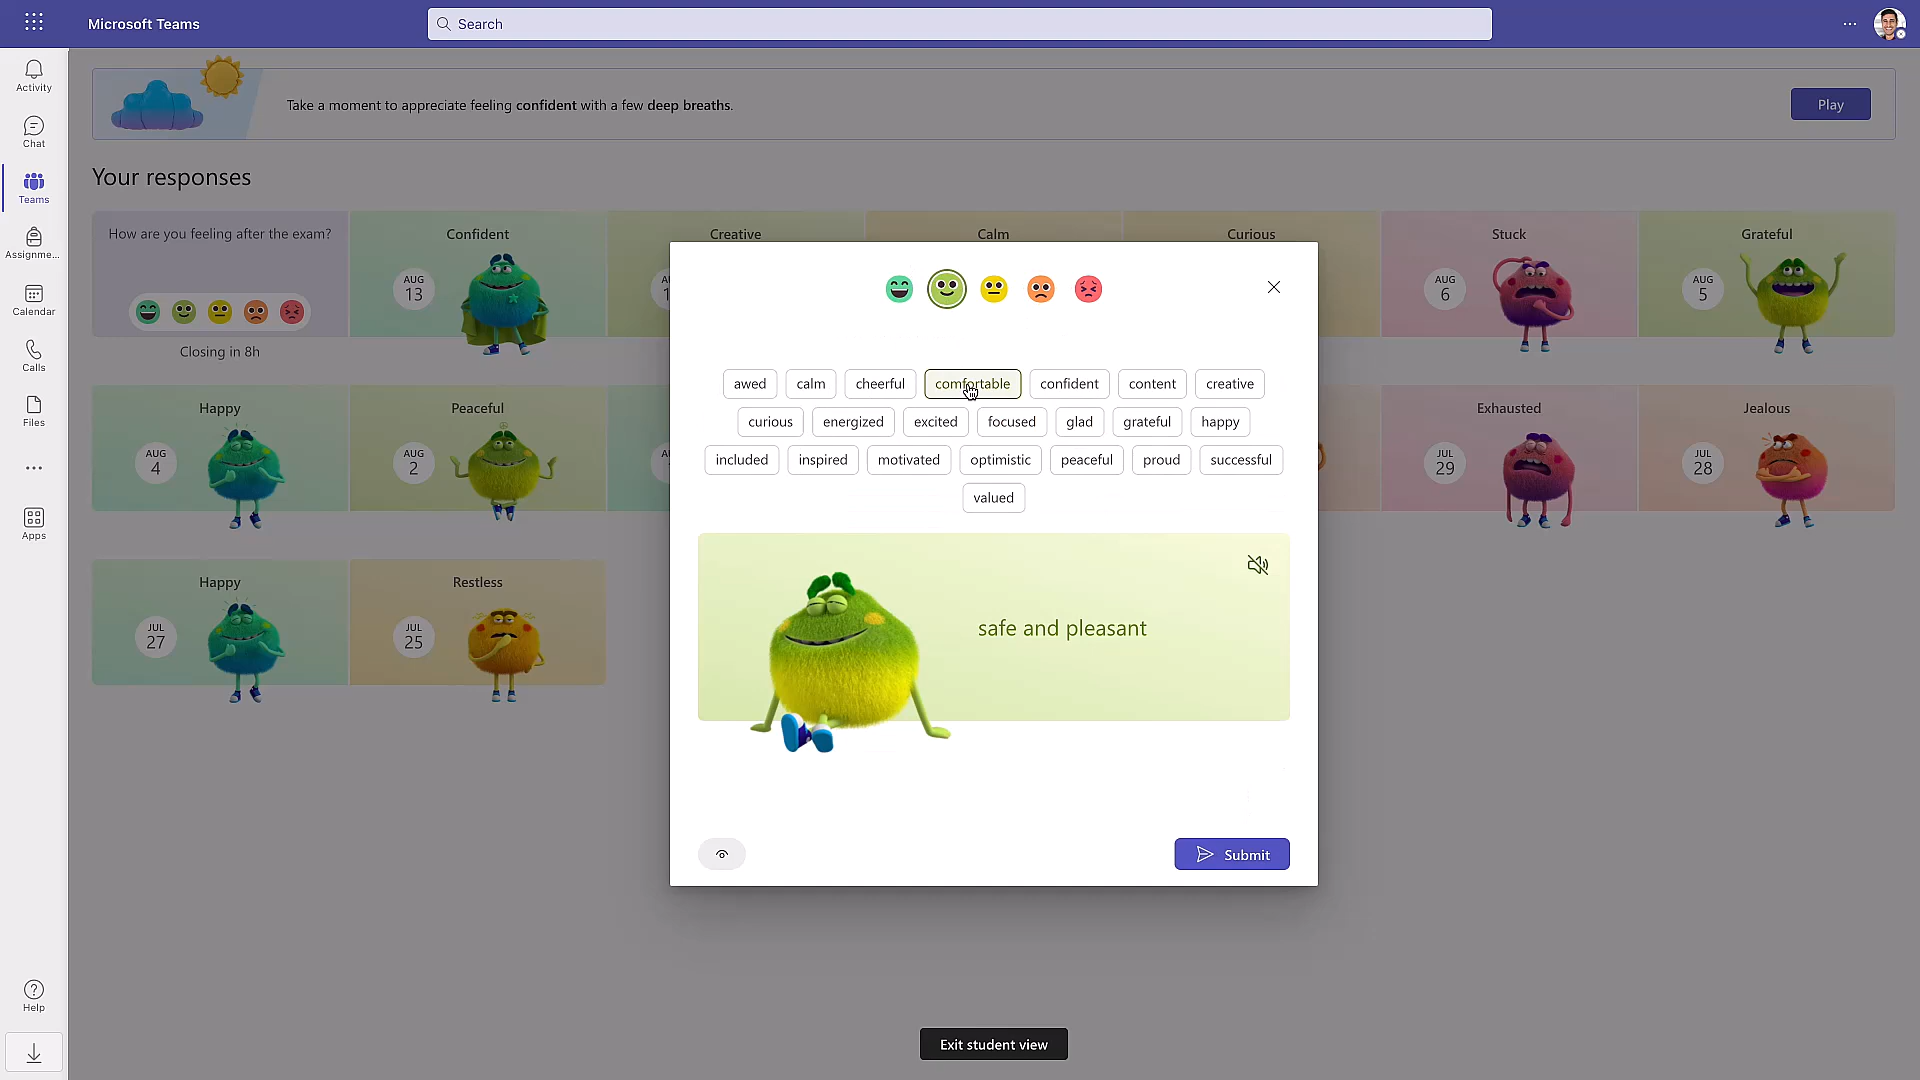 Microsoft Teams
Search
Activity
Chat
Teams
Assignme...
Calendar
Calls
Files
Apps
Help
Take a moment to appreciate feeling confident with a few deep breaths.
Play
Your responses
How are you feeling after the exam?
Closing in 8h
Confident
AUG
13
Creative
Calm
Curious
Stuck
AUG
6
Grateful
AUG
5
Happy
AUG
4
Peaceful
AUG
2
Exhausted
JUL
29
Jealous
JUL
28
Happy
JUL
27
Restless
JUL
25
awed calm cheerful comfortable confident content creative
curious energized excited focused glad grateful happy
included inspired motivated optimistic peaceful proud successful
valued
safe and pleasant
Submit
Exit student view